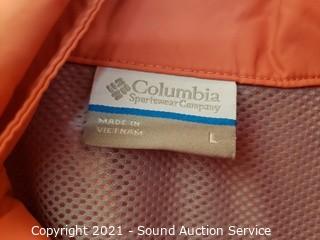 Columbia
Sportswear Company
MADE IN
VIETNAM
L
Copyright 2021 - Sound Auction Service